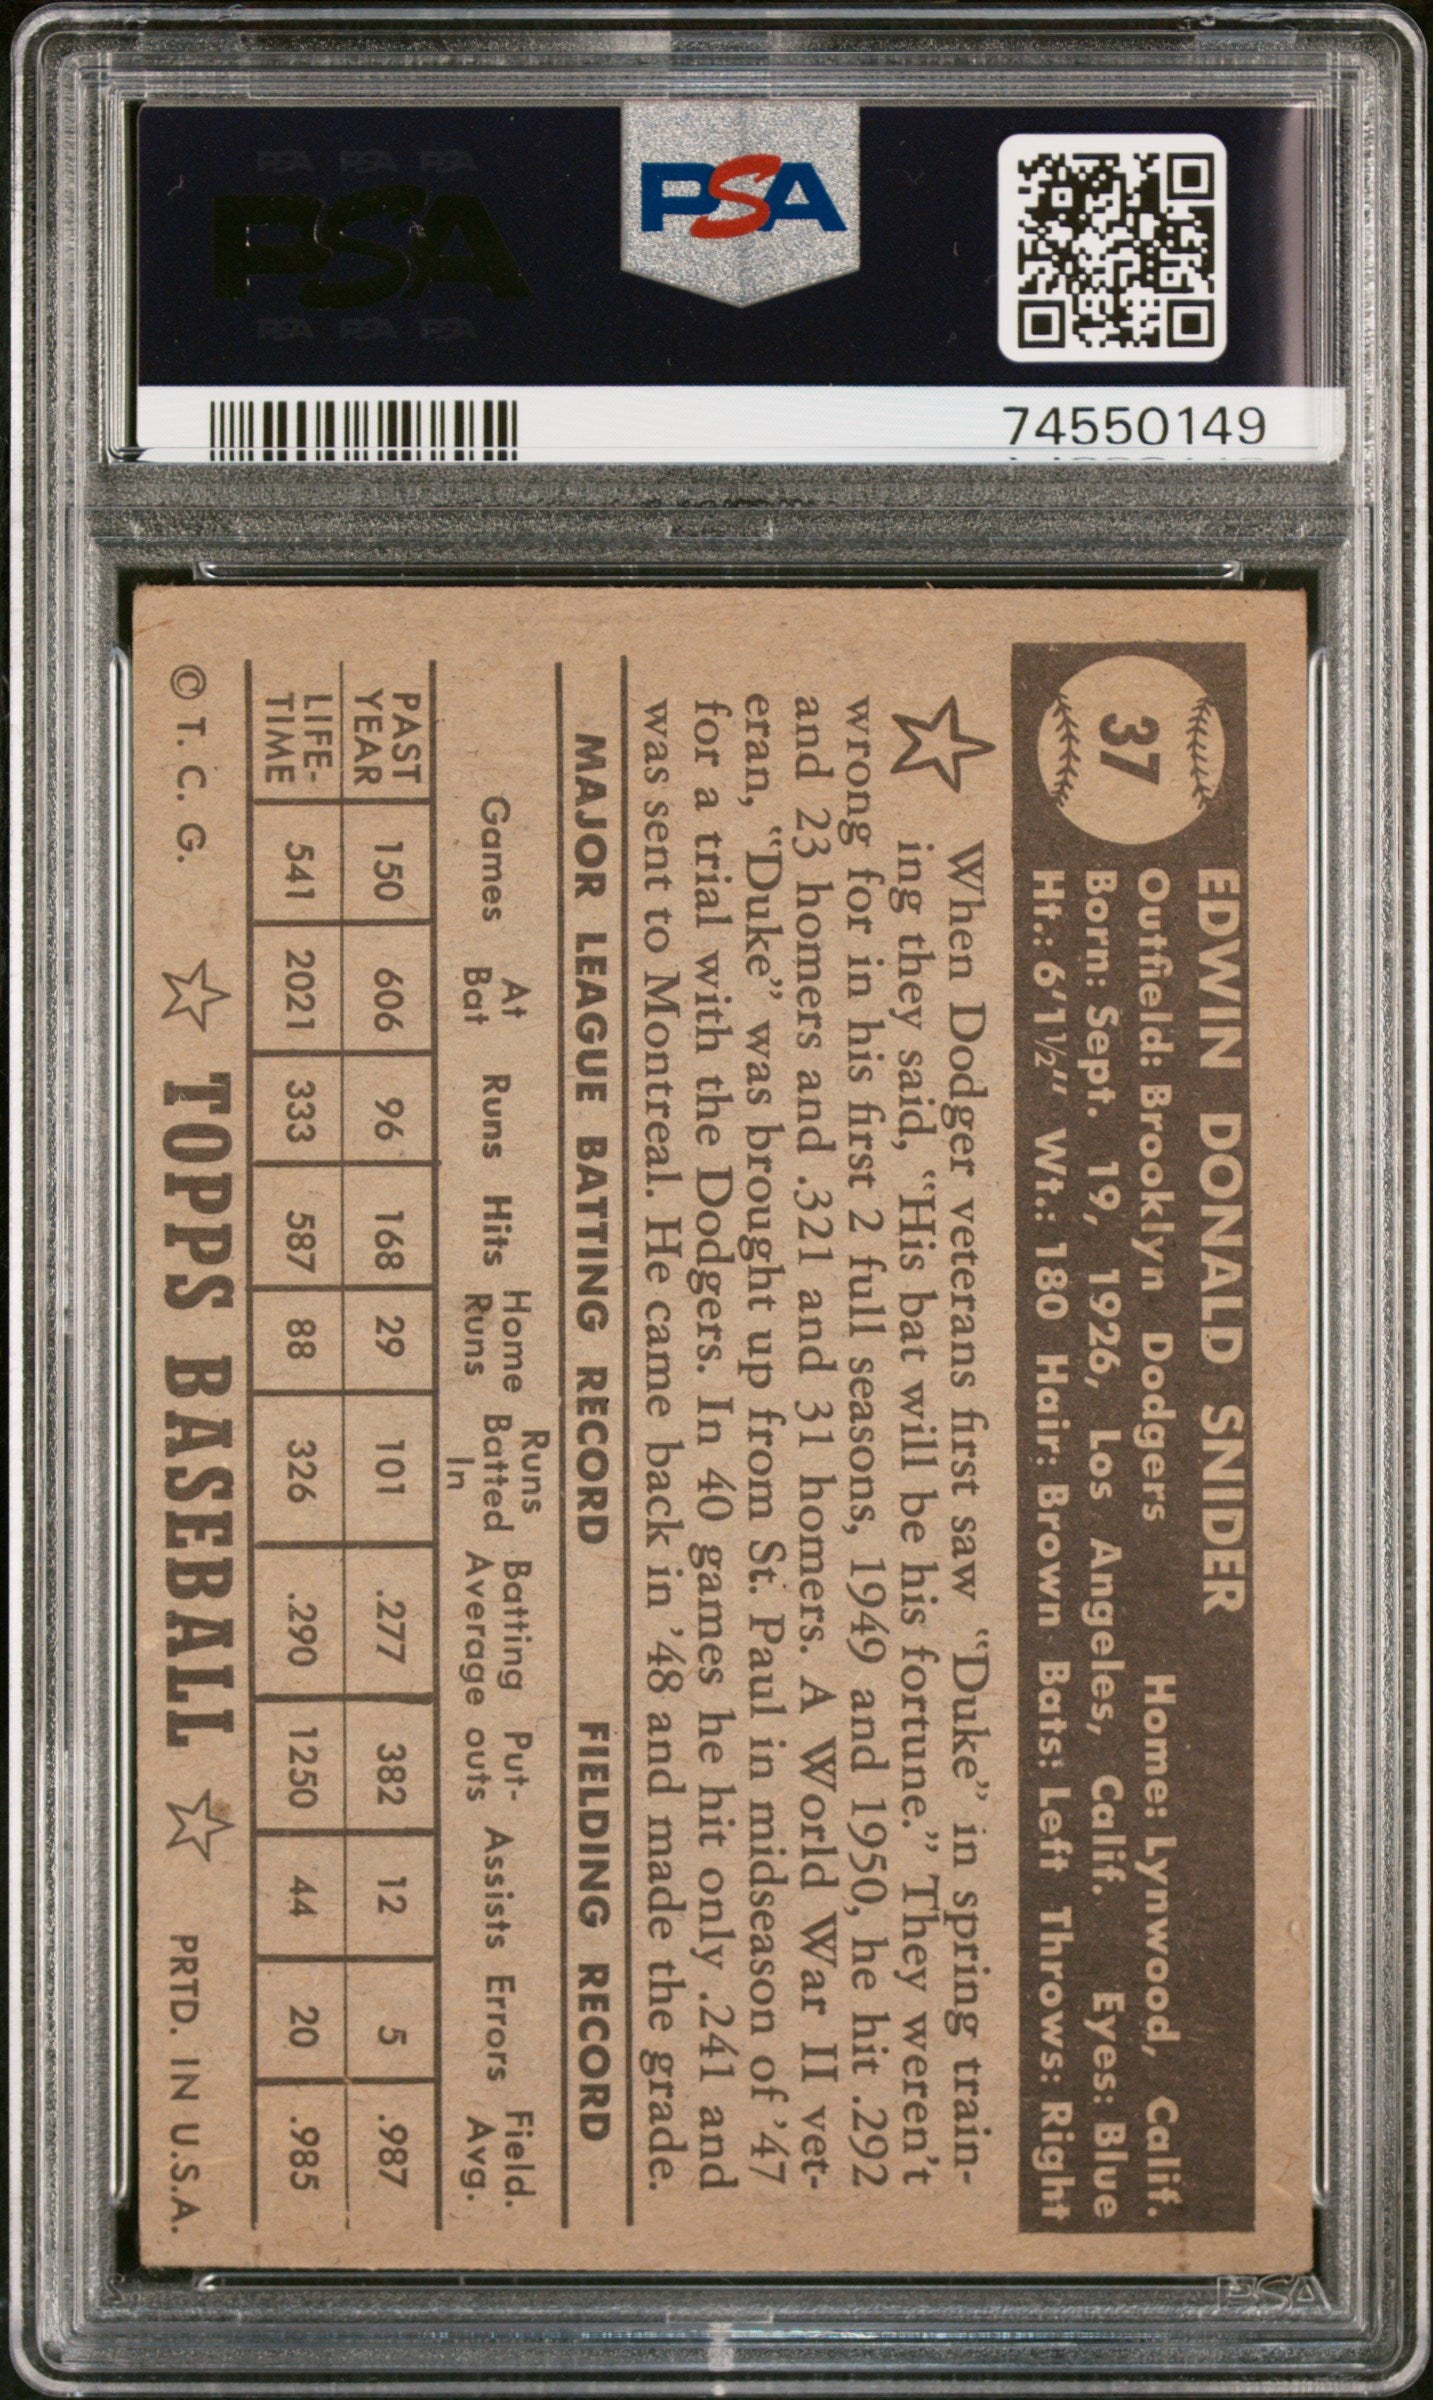 PSA PSA PSA
PSA
PSA PSA PSA
PSA
74550149
37
EDWIN DONALD SNIDER
Outfield: Brooklyn Dodgers Home: Lynwood, Calif.
Born: Sept. 19, 1926, Los Angeles, Calif. Eyes: Blue
Ht.: 6'1½" Wt.: 180 Hair: Brown Bats: Left Throws: Right
When Dodger veterans first saw "Duke" in spring train-
ing they said, "His bat will be his fortune." They weren't
wrong for in his first 2 full seasons, 1949 and 1950, he hit .292
and 23 homers and .321 and 31 homers. A World War II vet-
eran, "Duke" was brought up from St. Paul in midseason of '47
for a trial with the Dodgers. In 40 games he hit only .241 and
was sent to Montreal. He came back in '48 and made the grade.
MAJOR LEAGUE BATTING RECORD FIELDING RECORD
Games At Bat Runs Hits Home Runs Runs Batted In Batting Average Put-outs Assists Errors Field. Avg.
PAST YEAR 150 606 96 168 29 101 .277 382 12 5 .987
LIFE-TIME 541 2021 333 587 88 326 .290 1250 44 20 .985
© T. C. G. TOPPS BASEBALL PRTD. IN U.S.A.
PSA